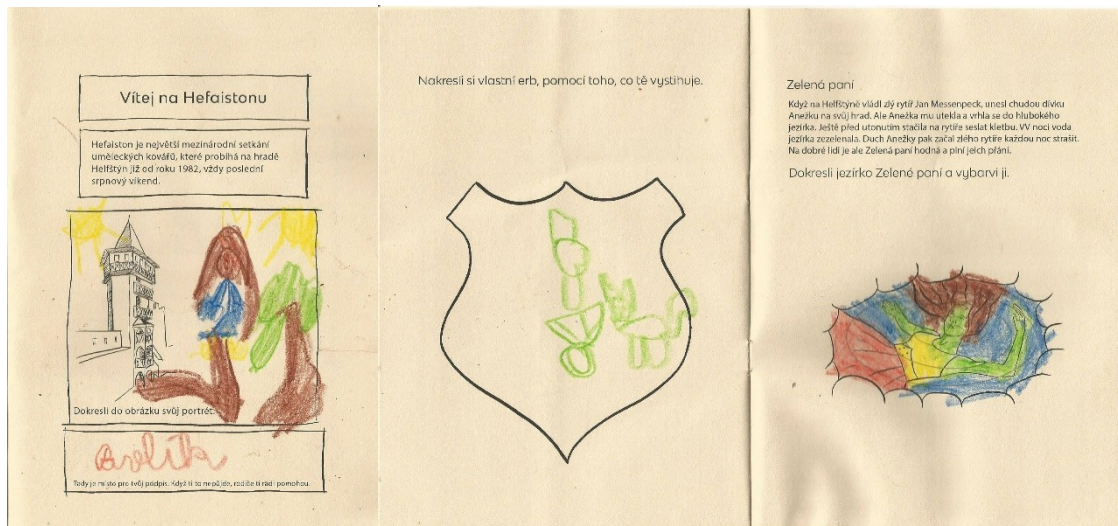 Vítej na Hefaistonu
Hefaiston je největší mezinárodní setkání
uměleckých kovářů, které probíhá na hradě
Helfštýn již od roku 1982, vždy poslední
srpnový víkend.
Dokresli do obrázku svůj portrét.
Tady je místo pro tvůj podpis. Když ti to nepůjde, rodiče ti rádi pomohou.
Nakresli si vlastní erb, pomocí toho, co tě vystihuje.
Zelená paní
Když na Helfštýně vládl zlý rytíř Jan Messenpeck, unesl chudou dívku
Anežku na svůj hrad. Ale Anežka mu utekla a vrhla se do hlubokého
jezírka. Ještě před utonutím stačila na rytíře seslat kletbu. VV noci voda
jezírka zezelenala. Duch Anežky pak začal zlého rytíře každou noc strašit.
Na dobré lidi je ale Zelená paní hodná a plní jejich přání.
Dokresli jezírko Zelené paní a vybarvi ji.